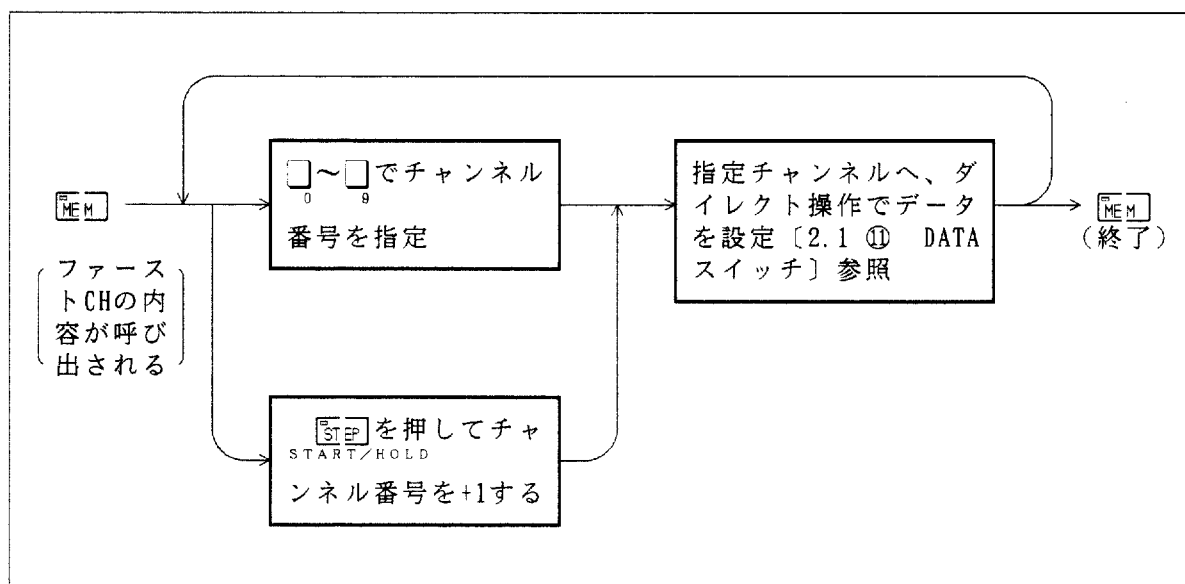 MEM
ファース
トCHの内
容が呼び
出される
□~□でチャンネル
0 9
番号を指定
STEPを押してチャ
START/HOLD
ンネル番号を+1する
指定チャンネルへ、ダ
イレクト操作でデータ
を設定〔2.1 ⑪ DATA
スイッチ〕参照
MEM
(終了)